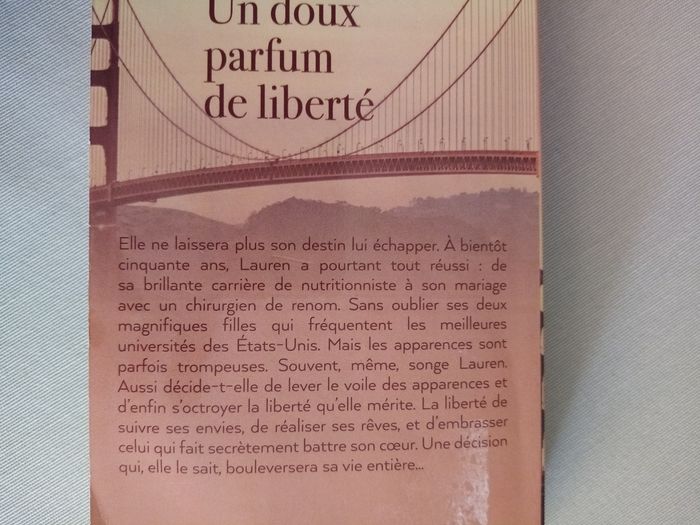 Un doux
parfum
de liberté
Elle ne laissera plus son destin lui échapper. À bientôt
cinquante ans, Lauren a pourtant tout réussi : de
sa brillante carrière de nutritionniste à son mariage
avec un chirurgien de renom. Sans oublier ses deux
magnifiques filles qui fréquentent les meilleures
universités des États-Unis. Mais les apparences sont
parfois trompeuses. Souvent, même, songe Lauren.
Aussi décide-t-elle de lever le voile des apparences et
d'enfin s'octroyer la liberté qu'elle mérite. La liberté de
suivre ses envies, de réaliser ses rêves, et d'embrasser
celui qui fait secrètement battre son cœur. Une décision
qui, elle le sait, bouleversera sa vie entière...